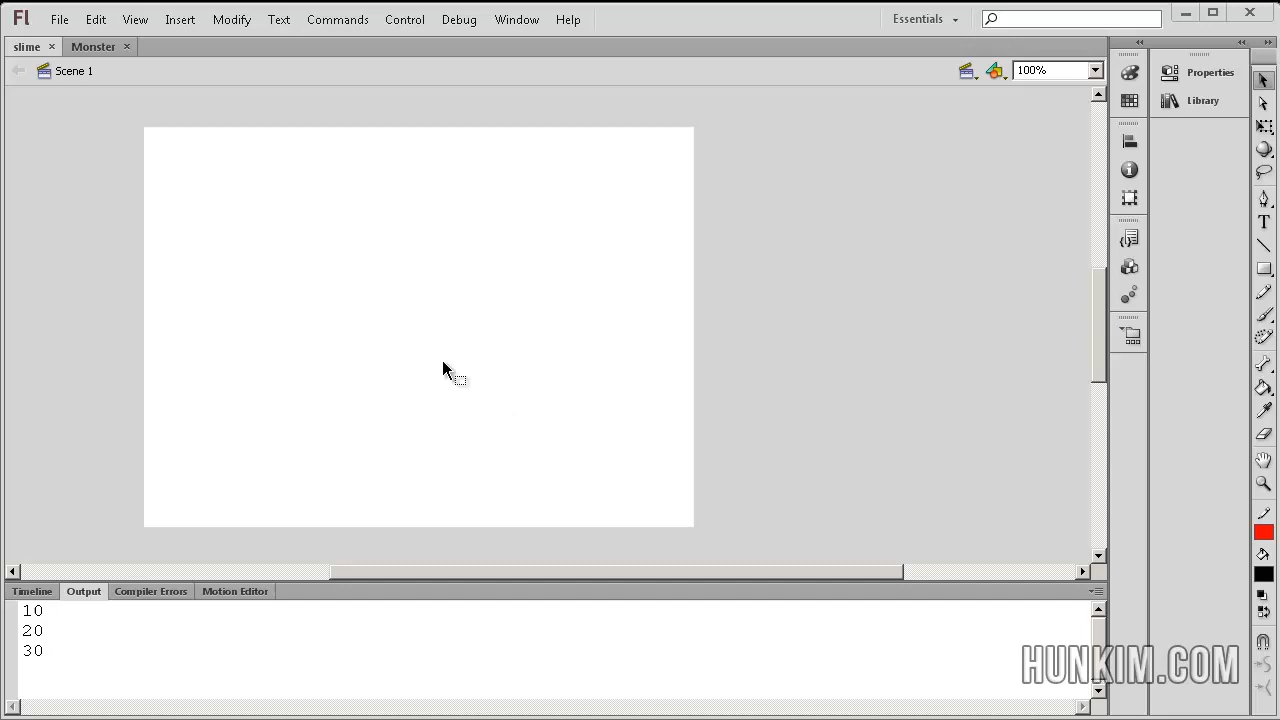 Fl File Edit View Insert Modify Text Commands Control Debug Window Help Essentials
slime Monster
Scene 1 100%
Properties
Library
T
Timeline Output Compiler Errors Motion Editor
10
20
30
HUNKIM.COM